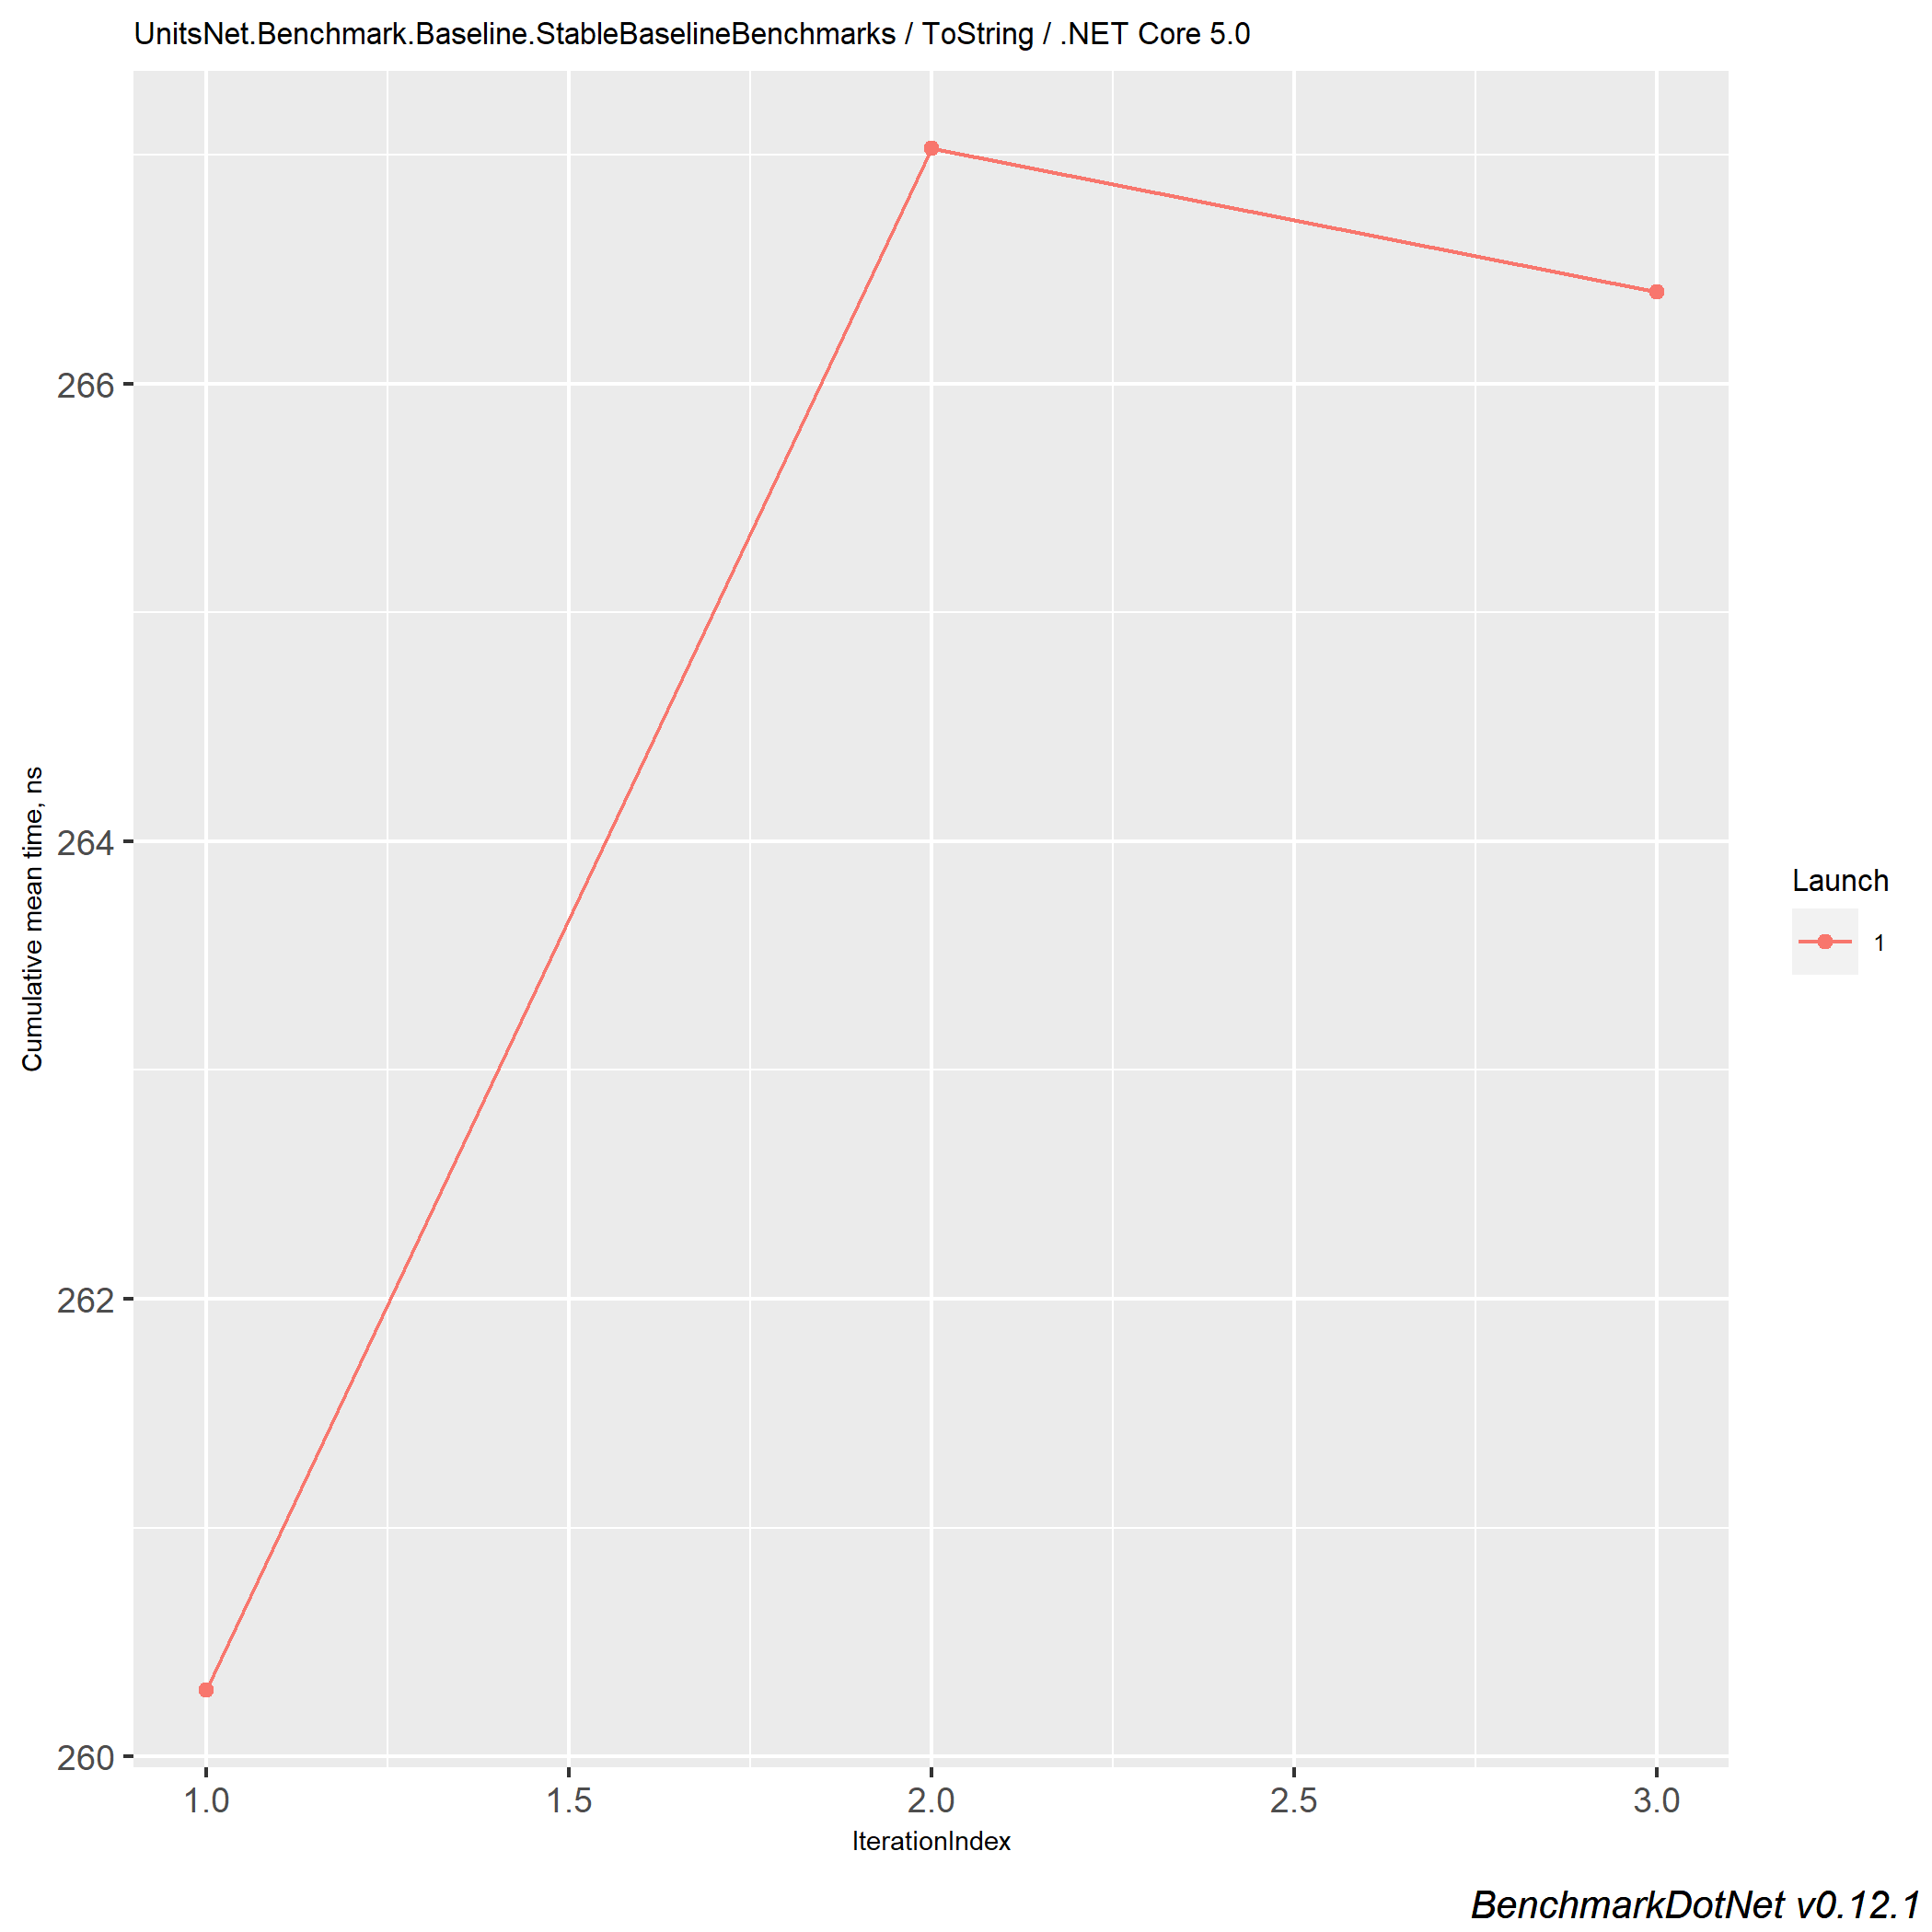 UnitsNet.Benchmark.Baseline.StableBaselineBenchmarks / ToString / .NET Core 5.0
Cumulative mean time, ns
266
264
262
260
1.0 1.5 2.0 2.5 3.0
IterationIndex
Launch
1
BenchmarkDotNet v0.12.1